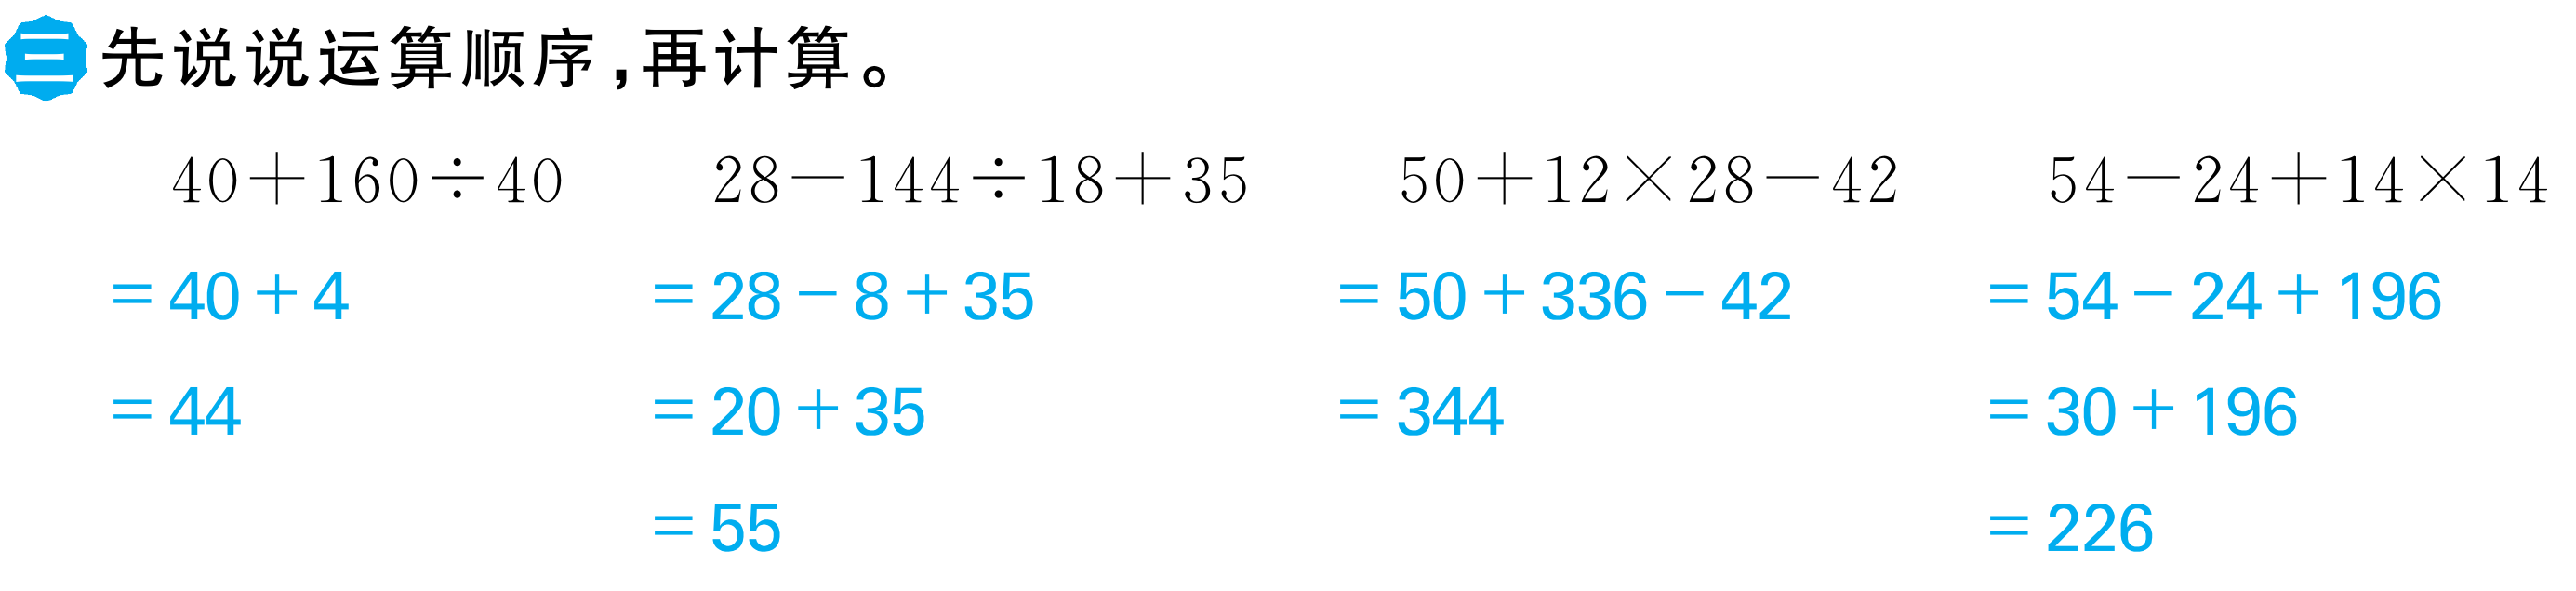 三 先说说运算顺序,再计算。
40+160÷40 28-144÷18+35 50+12×28-42 54-24+14×14
=40+4 =28-8+35 =50+336-42 =54-24+196
=44 =20+35 =344 =30+196
=55 =226